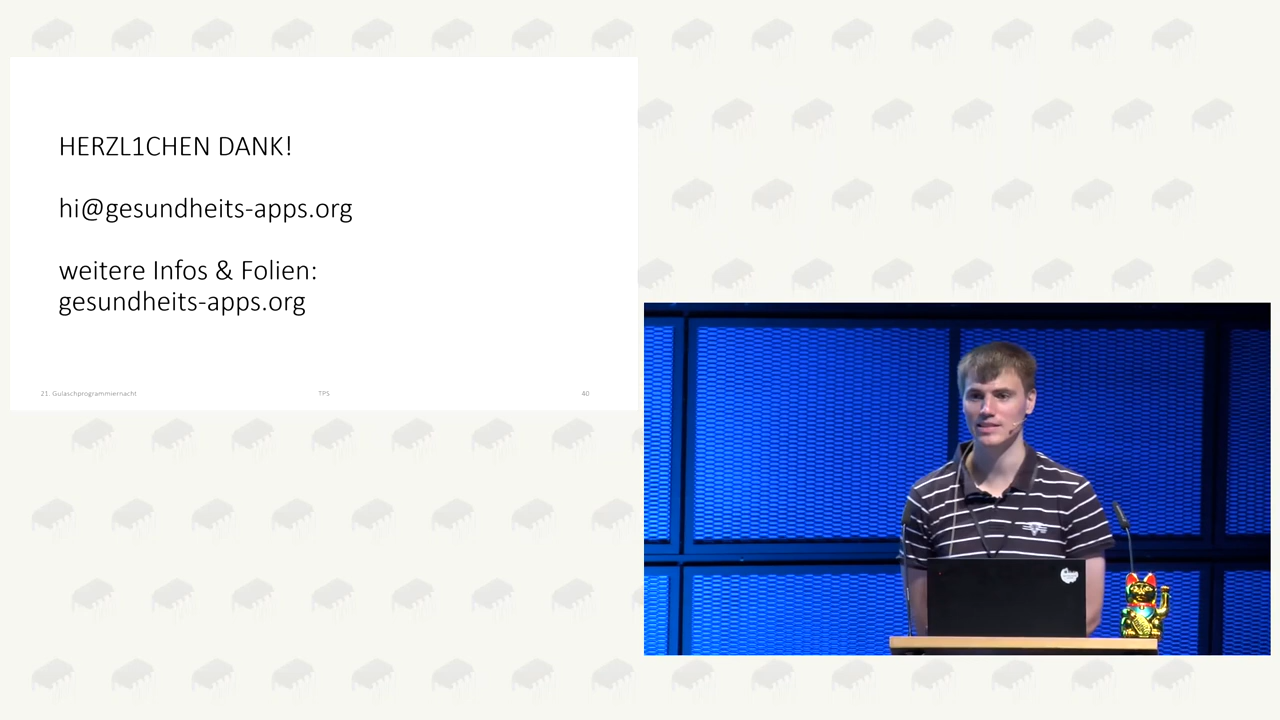 HERZL1CHEN DANK!
hi@gesundheits-apps.org
weitere Infos & Folien:
gesundheits-apps.org
21. Gulaschprogrammiernacht
TPS
40